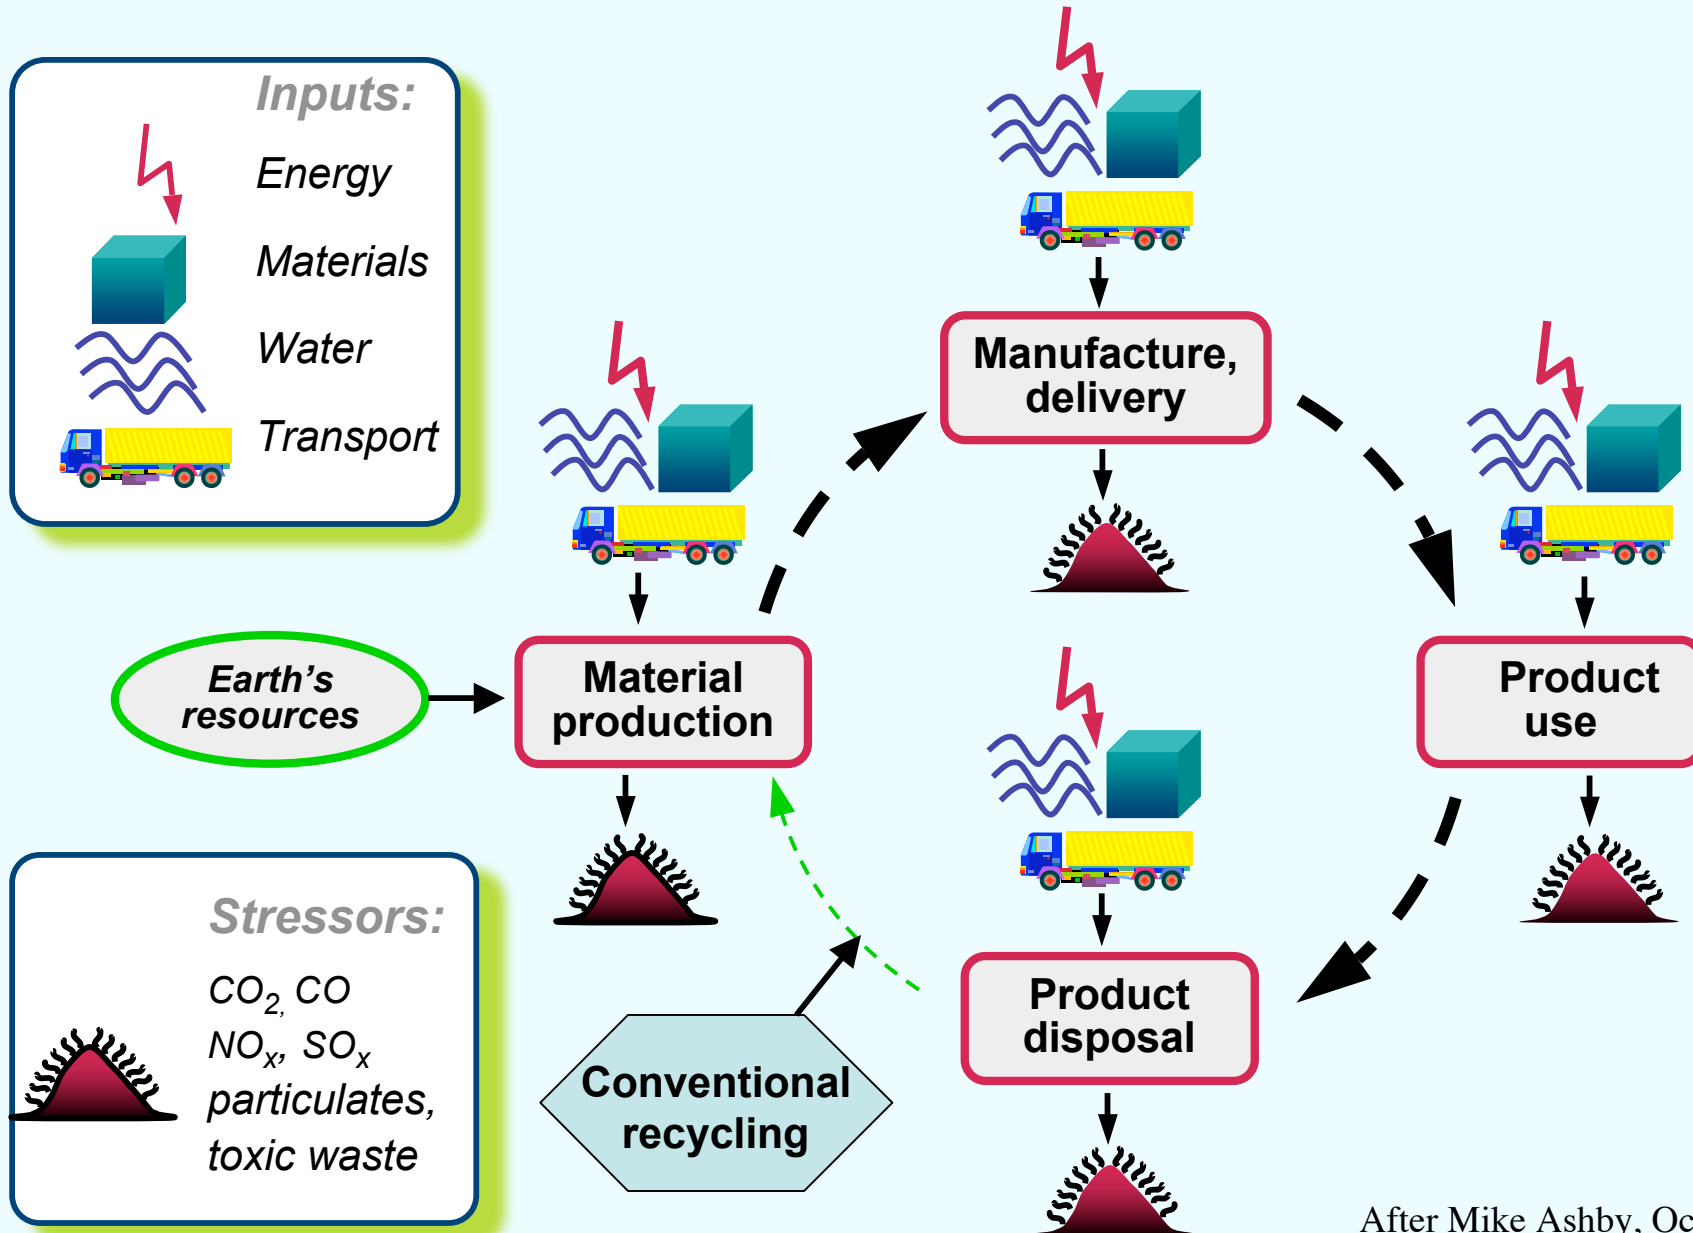 Inputs:
Energy
Materials
Water
Transport
Manufacture,
delivery
Earth's
resources
Material
production
Product
use
Stressors:
CO2, CO
NOx, SOx
particulates,
toxic waste
Conventional
recycling
Product
disposal
After Mike Ashby, Oc